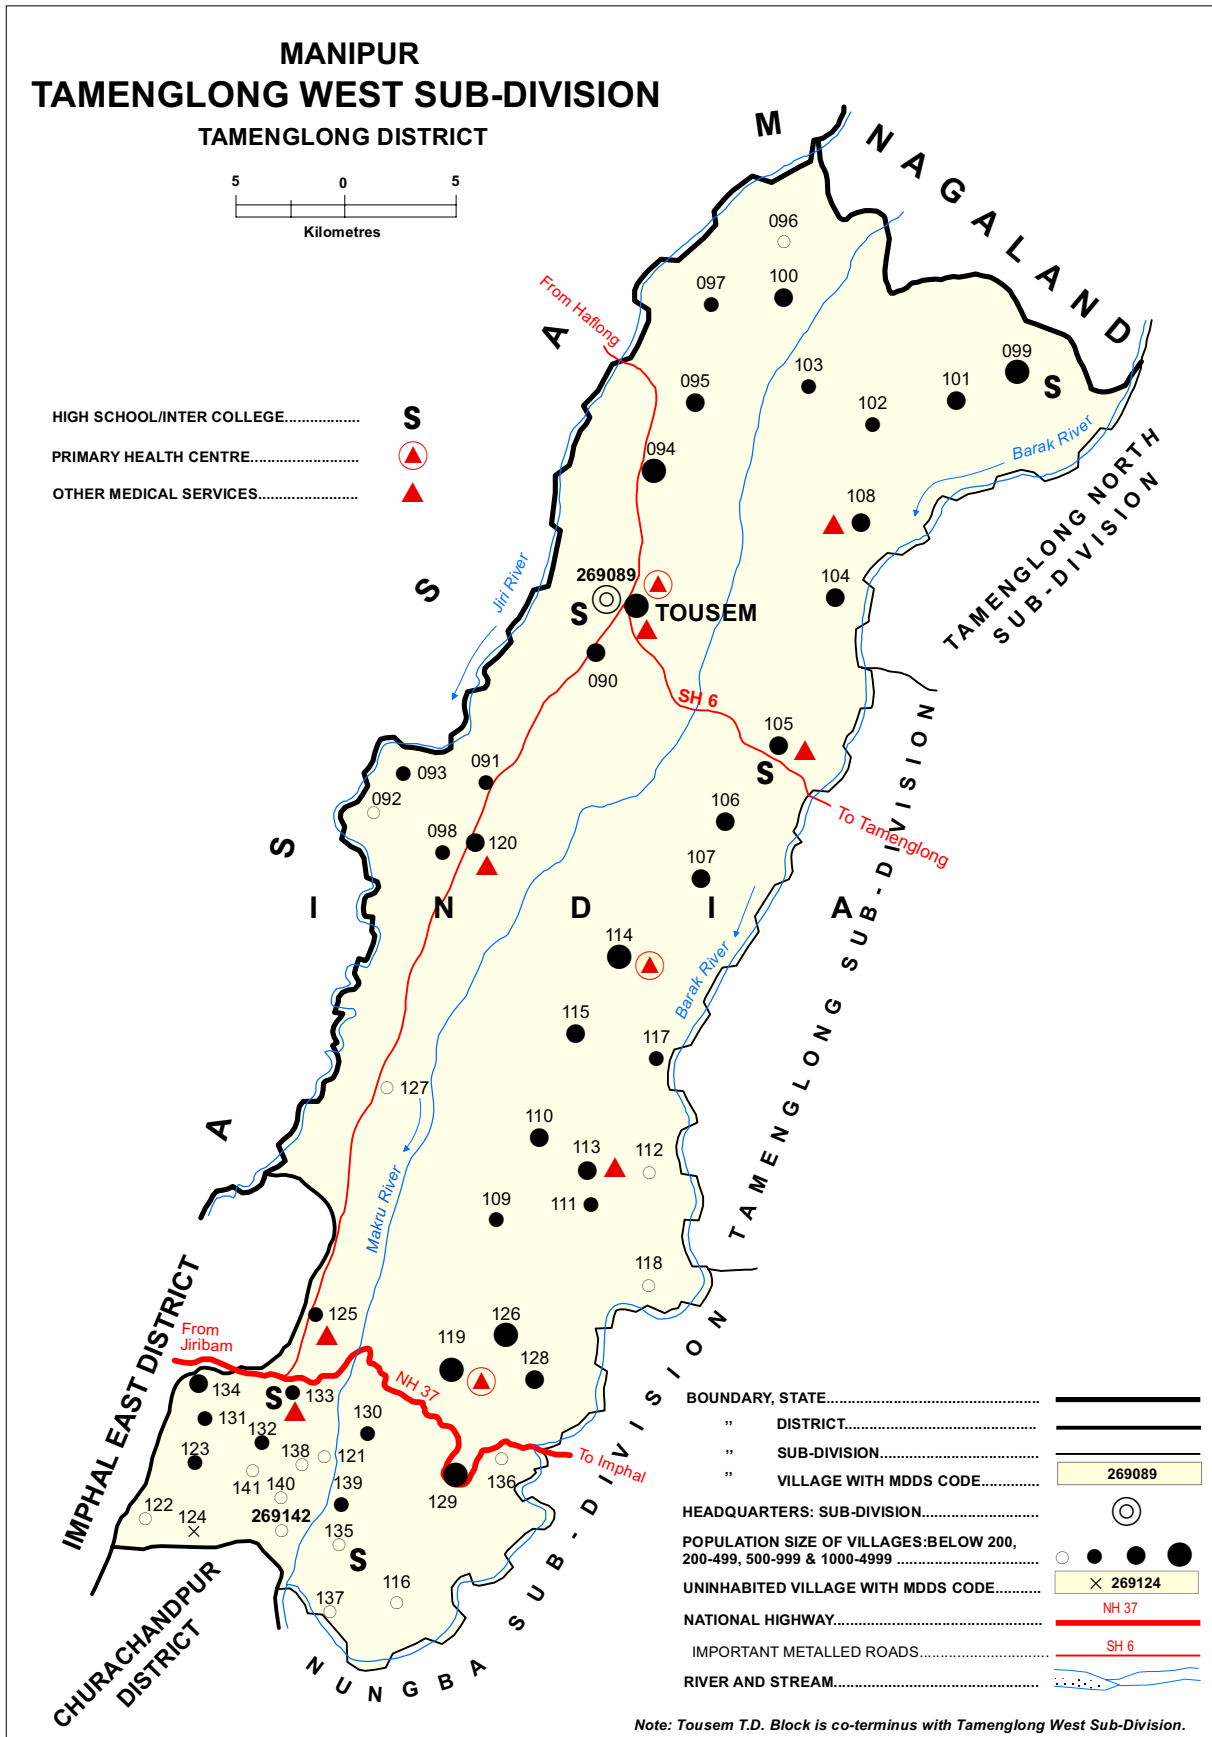 MANIPUR
TAMENGLONG WEST SUB-DIVISION
TAMENGLONG DISTRICT
5 0 5
Kilometres
HIGH SCHOOL/INTER COLLEGE.................. S
PRIMARY HEALTH CENTRE.........................
OTHER MEDICAL SERVICES.......................
ASSAM
NAGALAND
INDIA
From Haflong
096
097
100
099
S
103
095
101
102
094
Barak River
108
TAMENGLONG NORTH
SUB-DIVISION
Jiri River
269089
S
TOUSEM
104
090
SH 6
105
S
093
091
092
106
To Tamenglong
098
120
107
TAMENGLONG SUB-DIVISION
114
Barak River
115
117
127
110
113
112
Makru River
109
111
118
IMPHAL EAST DISTRICT
125
126
From
Jiribam
119
128
NH 37
134
S
133
131
130
132
123
138
121
To Imphal
141
136
140
139
129
122
124
269142
135
S
137
116
CHURACHANDPUR
DISTRICT
NUNGBA SUB-DIVISION
BOUNDARY, STATE..........................................
,, DISTRICT......................................
,, SUB-DIVISION................................
,, VILLAGE WITH MDDS CODE........... 269089
HEADQUARTERS: SUB-DIVISION.......................
POPULATION SIZE OF VILLAGES:BELOW 200,
200-499, 500-999 & 1000-4999 ............................
UNINHABITED VILLAGE WITH MDDS CODE.......... 269124
NATIONAL HIGHWAY......................................... NH 37
IMPORTANT METALLED ROADS......................... SH 6
RIVER AND STREAM.........................................
Note: Tousem T.D. Block is co-terminus with Tamenglong West Sub-Division.